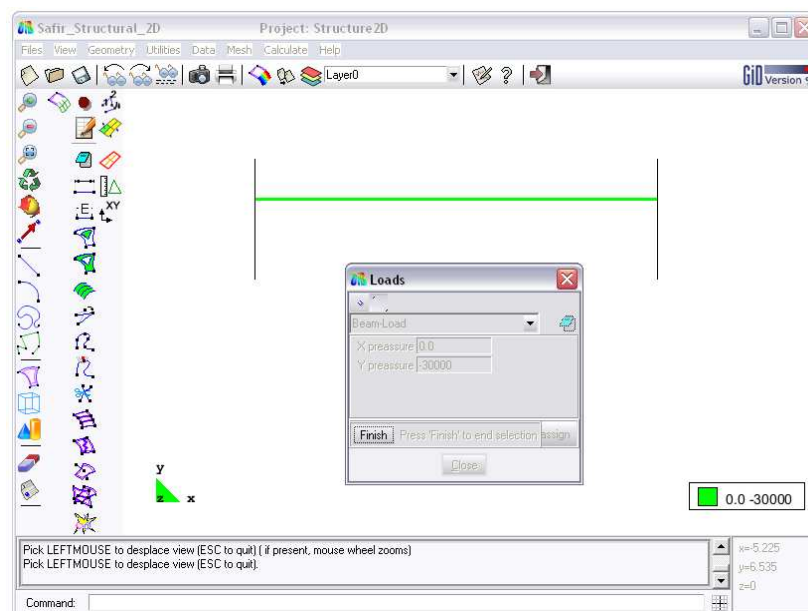 Safir_Structural_2D Project: Structure2D
Files View Geometry Utilities Data Mesh Calculate Help
Layer0
GiD Version
E
XY
Loads
Beam-Load
X preassure 0.0
Y preassure -30000
Finish Press 'Finish' to end selection assign
Close
y
z x
0.0 -30000
Pick LEFTMOUSE to desplace view (ESC to quit) ( if present, mouse wheel zooms)
Pick LEFTMOUSE to desplace view (ESC to quit).
x=-5.225
y=6.535
z=0
Command: